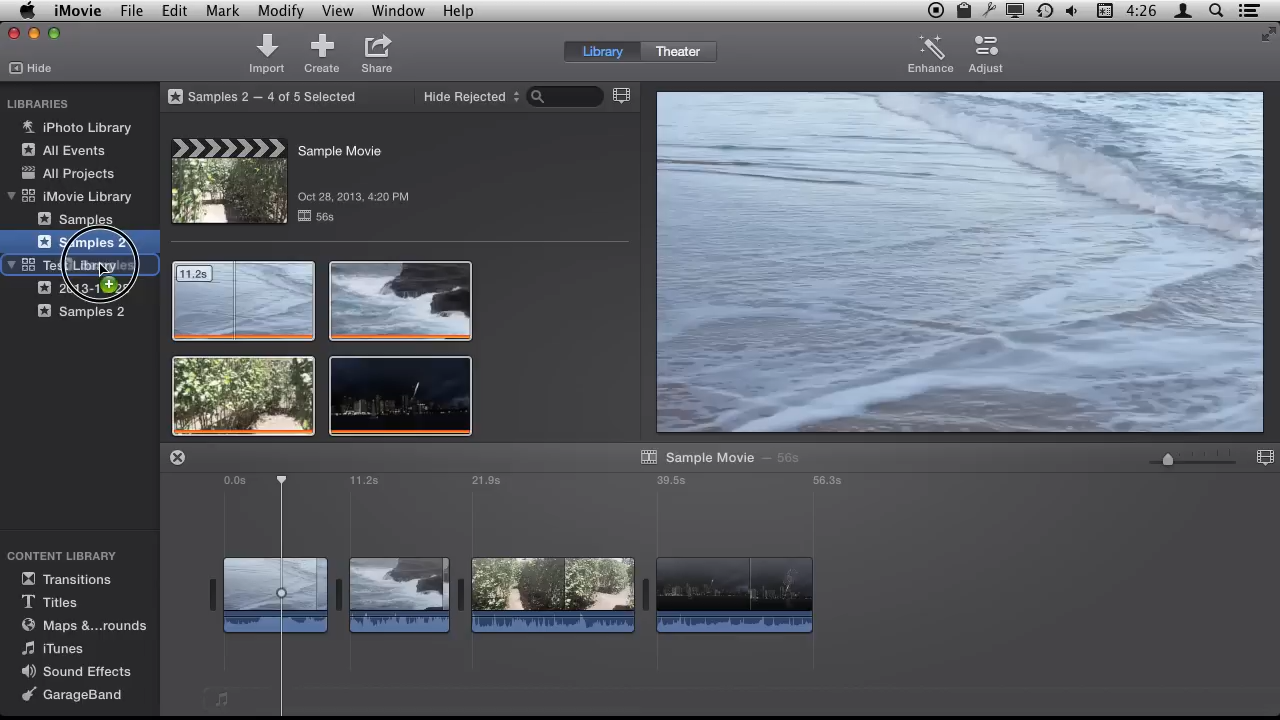 iMovie File Edit Mark Modify View Window Help 4:26
Hide
Import Create Share
Library Theater
Enhance Adjust
LIBRARIES
iPhoto Library
All Events
All Projects
iMovie Library
Samples
Samples 2
Test Library
Samples 2
Samples 2 — 4 of 5 Selected
Hide Rejected
Sample Movie
Oct 28, 2013, 4:20 PM
56s
11.2s
Sample Movie — 56s
0.0s 11.2s 21.9s 39.5s 56.3s
CONTENT LIBRARY
Transitions
Titles
Maps &...rounds
iTunes
Sound Effects
GarageBand